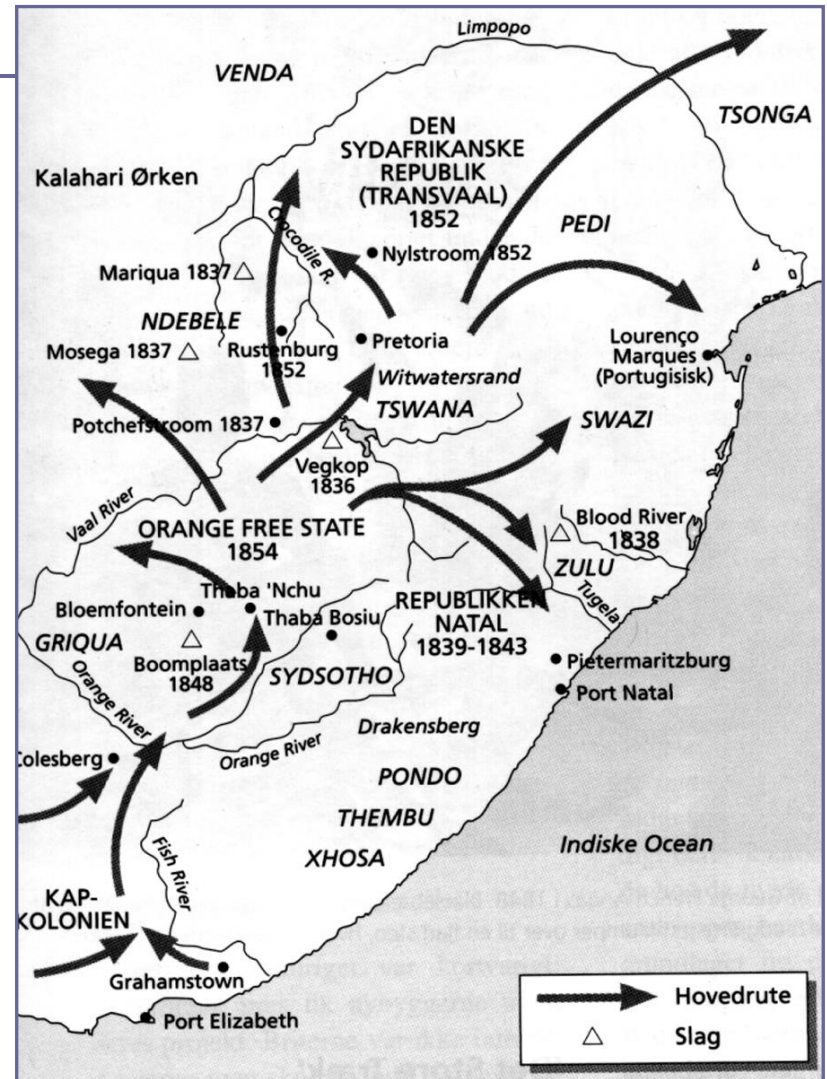 Limpopo
VENDA
TSONGA
DEN
SYDAFRIKANSKE
REPUBLIK
(TRANSVAAL)
1852
Kalahari Ørken
PEDI
Crocodile R.
Nylstroom 1852
Mariqua 1837
NDEBELE
Mosega 1837
Rustenburg
1852
Pretoria
Lourenço
Marques
(Portugisisk)
Witwatersrand
TSWANA
SWAZI
Potchefstroom 1837
Vegkop
1836
Vaal River
ORANGE FREE STATE
1854
Blood River
1838
ZULU
Tugela
Thaba 'Nchu
Bloemfontein
Thaba Bosiu
REPUBLIKKEN
NATAL
1839-1843
GRIQUA
Boomplaats
1848
SYDSOTHO
Pietermaritzburg
Port Natal
Orange River
Orange River
Drakensberg
Colesberg
PONDO
THEMBU
XHOSA
Indiske Ocean
Fish River
KAP-
KOLONIEN
Grahamstown
Port Elizabeth
Hovedrute
Slag